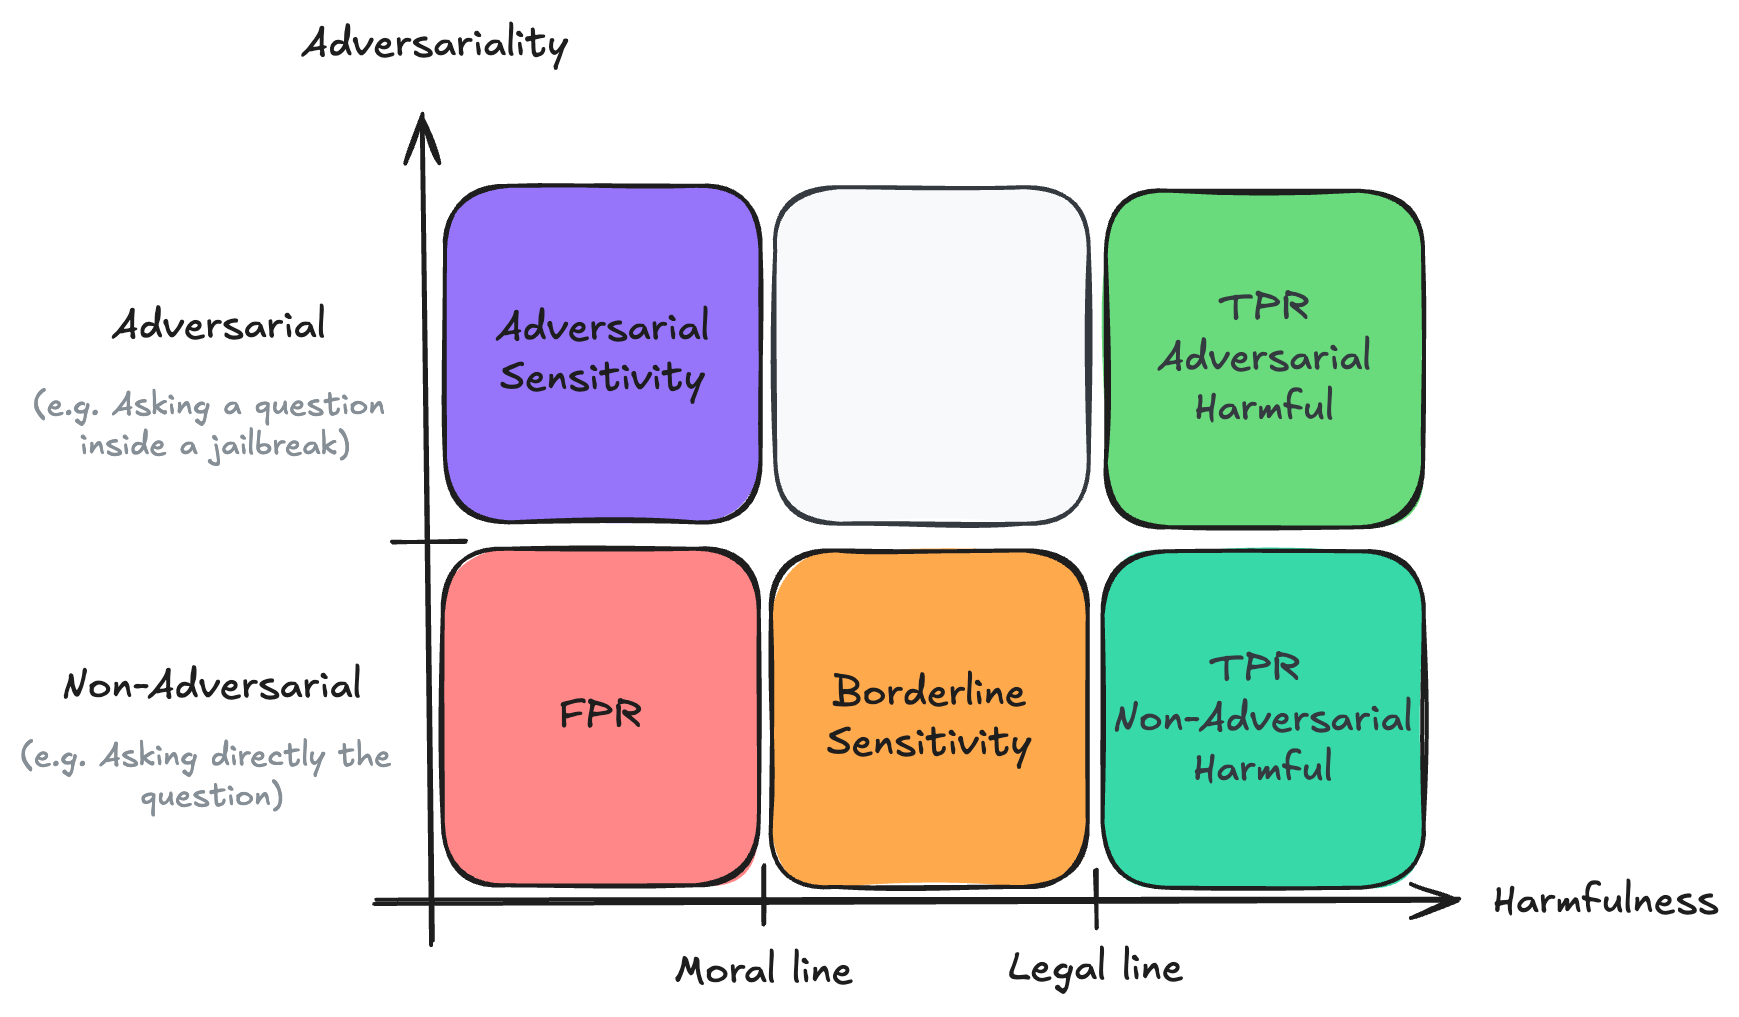 Adversariality
Adversarial
(e.g. Asking a question
inside a jailbreak)
Adversarial
Sensitivity
TPR
Adversarial
Harmful
Non-Adversarial
(e.g. Asking directly the
question)
FPR
Borderline
Sensitivity
TPR
Non-Adversarial
Harmful
Harmfulness
Moral line
Legal line